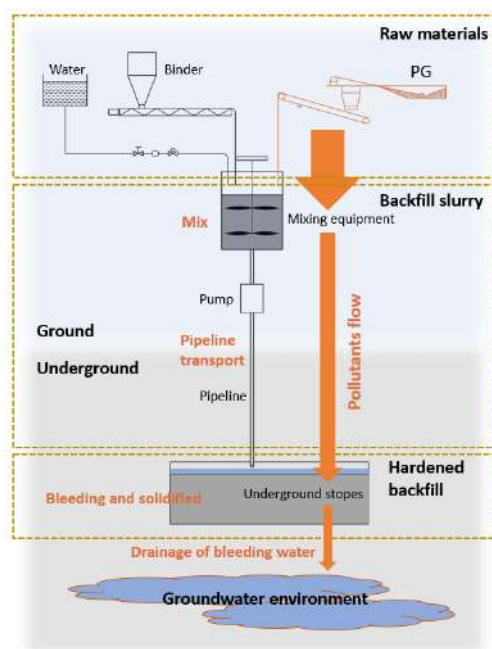 Raw materials
Water
Binder
PG
Backfill slurry
Mix
Mixing equipment
Pump
Ground
Pipeline
transport
Underground
Pipeline
Pollutants flow
Hardened
backfill
Bleeding and solidified
Underground stopes
Drainage of bleeding water
Groundwater environment